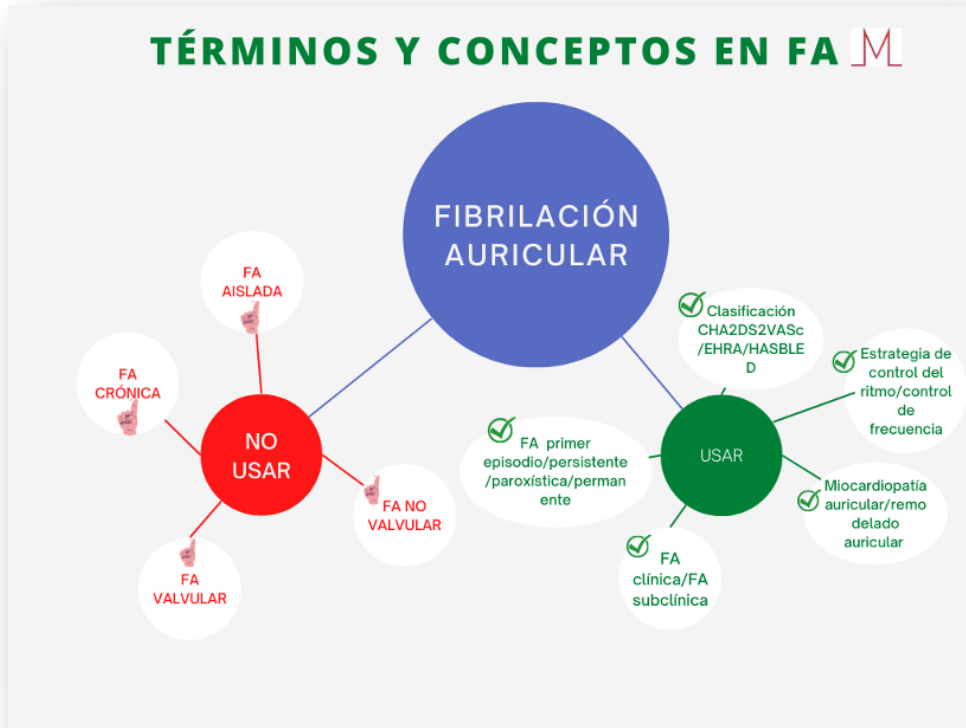 TÉRMINOS Y CONCEPTOS EN FA M
FIBRILACIÓN
AURICULAR
NO
USAR
FA
AISLADA
FA
CRÓNICA
FA NO
VALVULAR
FA
VALVULAR
USAR
Clasificación
CHA2DS2VASc
/EHRA/HASBLE
D
Estrategia de
control del
ritmo/control
de
frecuencia
FA primer
episodio/persistente
/paroxística/perman
ente
Miocardiopatía
auricular/remo
delado
auricular
FA
clínica/FA
subclínica